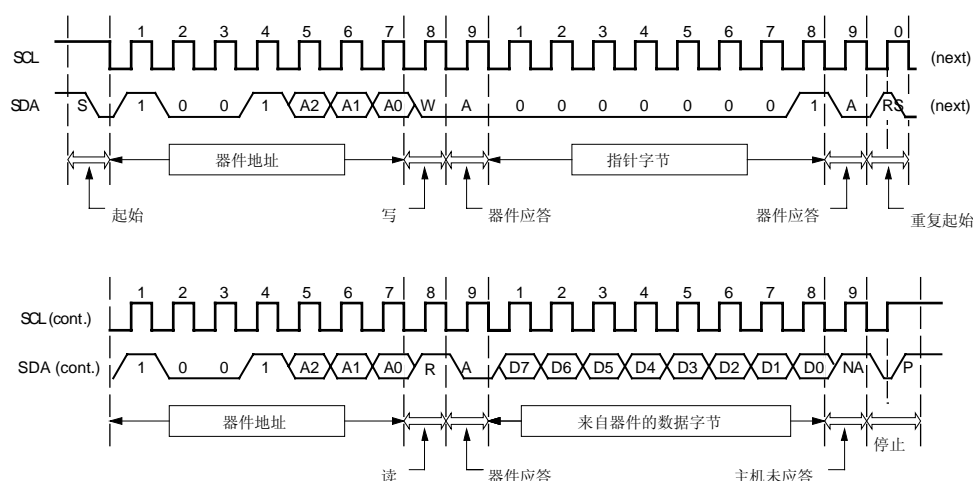 1 2 3 4 5 6 7 8 9 1 2 3 4 5 6 7 8 9 0
SCL (next)
SDA S 1 0 0 1 A2 A1 A0 W A 0 0 0 0 0 0 0 1 A RS (next)
器件地址 指针字节
起始 写 器件应答 器件应答 重复起始
1 2 3 4 5 6 7 8 9 1 2 3 4 5 6 7 8 9
SCL (cont.)
SDA (cont.) 1 0 0 1 A2 A1 A0 R A D7 D6 D5 D4 D3 D2 D1 D0 NA P
器件地址 来自器件的数据字节 停止
读 器件应答 主机未应答